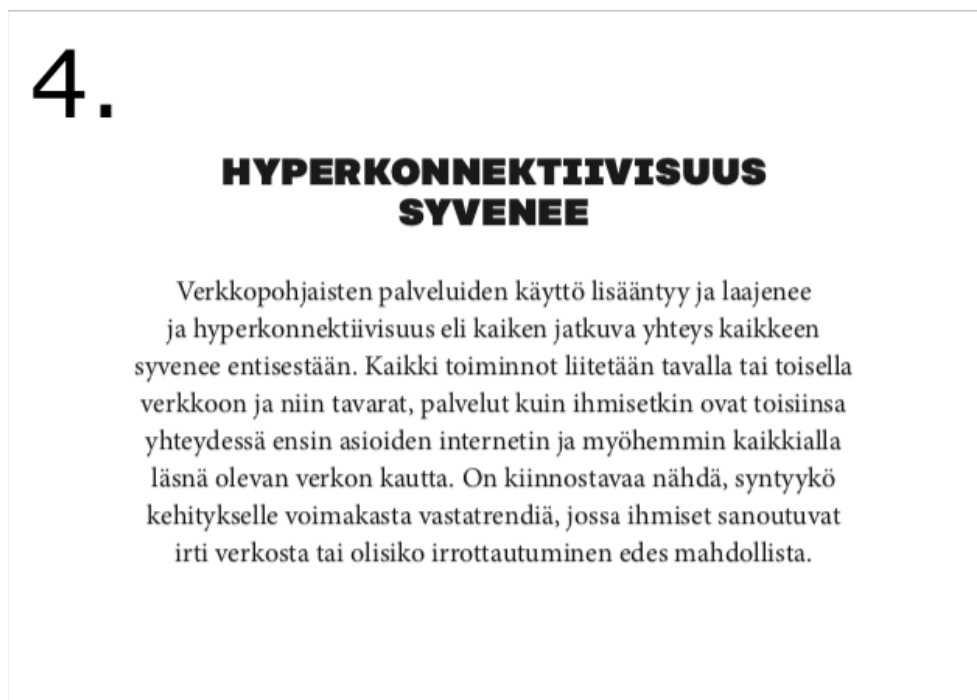 4.
HYPERKONNEKTIIVISUUS
SYVENEE
Verkkopohjaisten palveluiden käyttö lisääntyy ja laajenee
ja hyperkonnektiivisuus eli kaiken jatkuva yhteys kaikkeen
syvenee entisestään. Kaikki toiminnot liitetään tavalla tai toisella
verkkoon ja niin tavarat, palvelut kuin ihmisetkin ovat toisiinsa
yhteydessä ensin asioiden internetin ja myöhemmin kaikkialla
läsnä olevan verkon kautta. On kiinnostavaa nähdä, syntyykö
kehitykselle voimakasta vastatrendiä, jossa ihmiset sanoutuvat
irti verkosta tai olisiko irrottautuminen edes mahdollista.